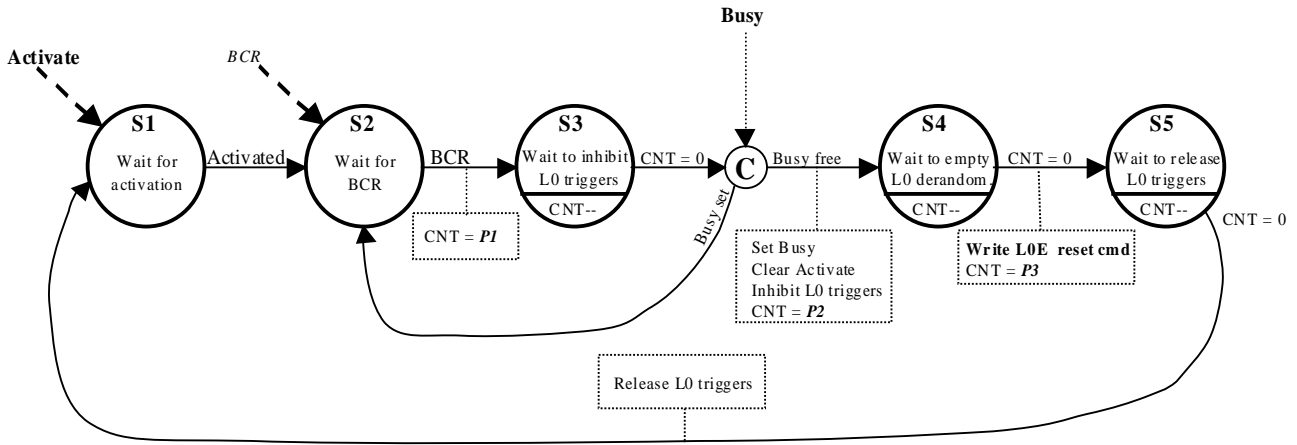 Busy
Activate
BCR
S1
Wait for
activation
Activated
S2
Wait for
BCR
BCR
CNT = P1
S3
Wait to inhibit
L0 triggers
CNT--
CNT = 0
C
Busy set
Busy free
Set Busy
Clear Activate
Inhibit L0 triggers
CNT = P2
S4
Wait to empty
L0 derandom.
CNT--
CNT = 0
Write L0E reset cmd
CNT = P3
S5
Wait to release
L0 triggers
CNT--
CNT = 0
Release L0 triggers